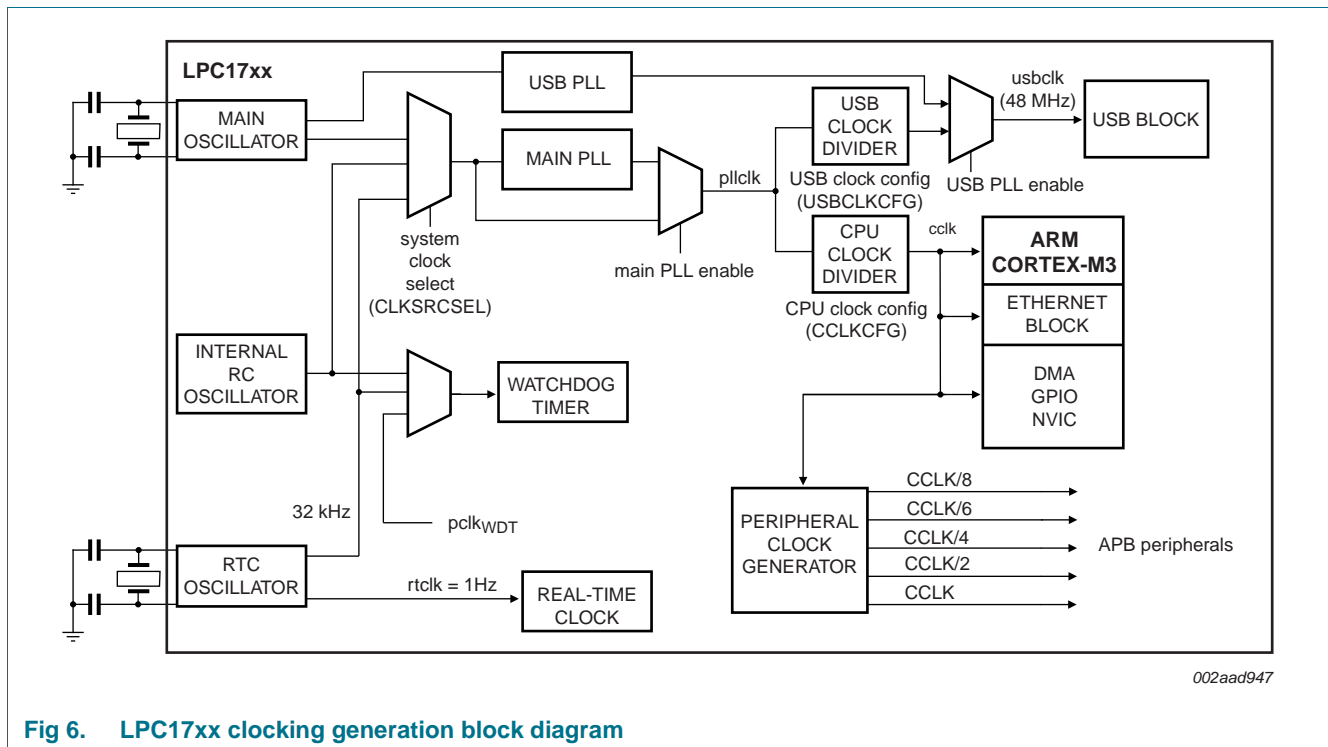 LPC17xx
MAIN
OSCILLATOR
USB PLL
MAIN PLL
system
clock
select
(CLKSRCSEL)
main PLL enable
pllclk
USB
CLOCK
DIVIDER
USB clock config
(USBCLKCFG)
usbclk
(48 MHz)
USB BLOCK
USB PLL enable
CPU
CLOCK
DIVIDER
CPU clock config
(CCLKCFG)
cclk
ARM
CORTEX-M3
ETHERNET
BLOCK
DMA
GPIO
NVIC
INTERNAL
RC
OSCILLATOR
WATCHDOG
TIMER
pclkWDT
32 kHz
RTC
OSCILLATOR
rtclk = 1Hz
REAL-TIME
CLOCK
PERIPHERAL
CLOCK
GENERATOR
CCLK/8
CCLK/6
CCLK/4
CCLK/2
CCLK
APB peripherals
002aad947
Fig 6. LPC17xx clocking generation block diagram